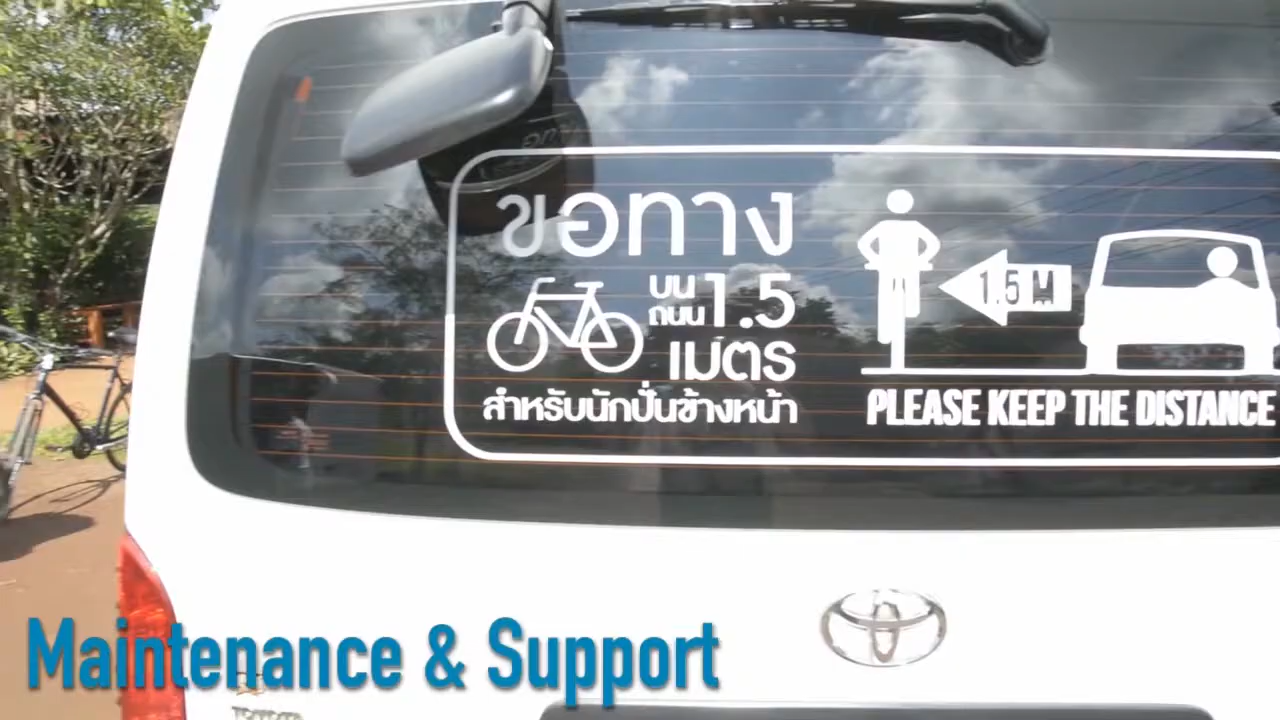 ขอทาง
บน
ถนน 1.5
เมตร
สำหรับนักปั่นข้างหน้า
1.5 M
PLEASE KEEP THE DISTANCE
Maintenance & Support